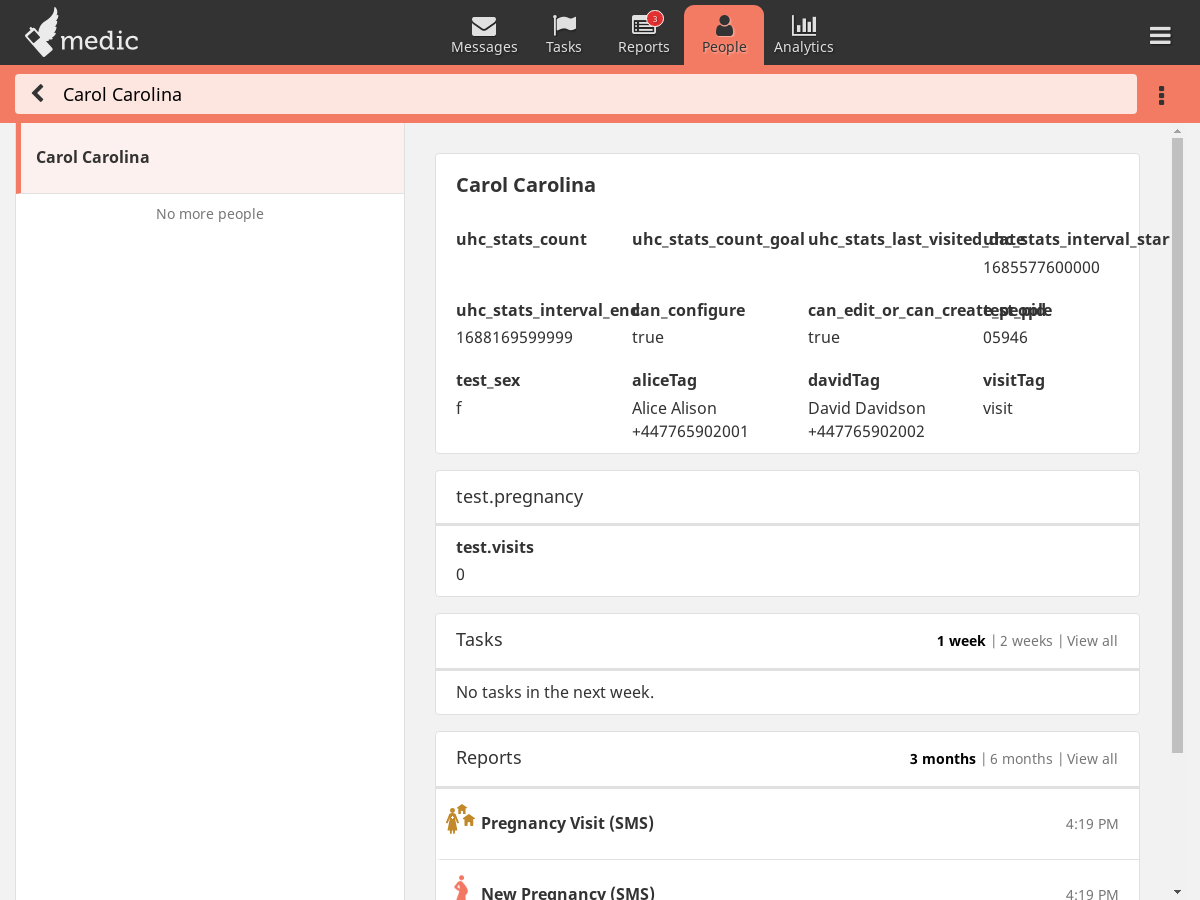 medic
Messages
Tasks
Reports
3
People
Analytics
Carol Carolina
Carol Carolina
No more people
Carol Carolina
uhc_stats_count
uhc_stats_count_goal
uhc_stats_last_visited_date
uhc_stats_interval_star
1685577600000
uhc_stats_interval_end
can_configure
can_edit_or_can_create_people
test_pid
1688169599999
true
true
05946
test_sex
aliceTag
davidTag
visitTag
f
Alice Alison
David Davidson
visit
+447765902001
+447765902002
test.pregnancy
test.visits
0
Tasks
1 week | 2 weeks | View all
No tasks in the next week.
Reports
3 months | 6 months | View all
Pregnancy Visit (SMS)
4:19 PM
New Pregnancy (SMS)
4:19 PM